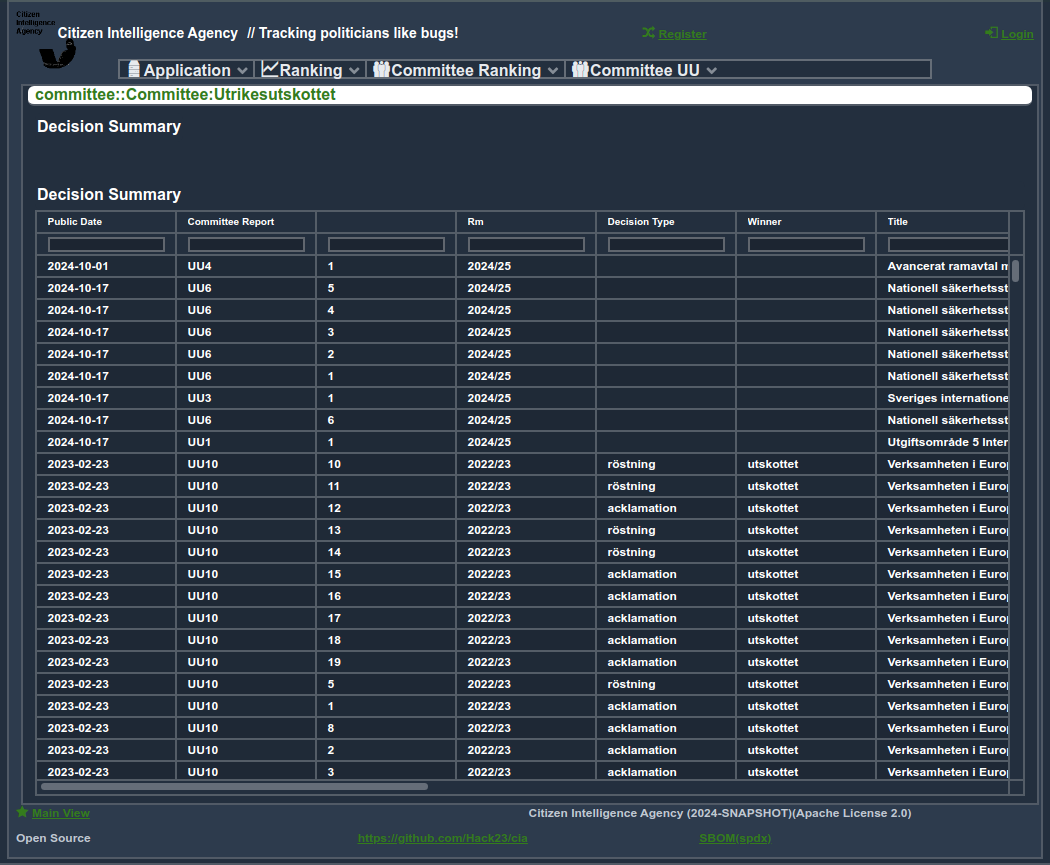 Citizen
Intelligence
Agency
Citizen Intelligence Agency // Tracking politicians like bugs!
Register
Login
Application Ranking Committee Ranking Committee UU
committee::Committee:Utrikesutskottet
Decision Summary
Decision Summary
Public Date Committee Report Rm Decision Type Winner Title
2024-10-01 UU4 1 2024/25 Avancerat ramavtal
2024-10-17 UU6 5 2024/25 Nationell säkerhetsst
2024-10-17 UU6 4 2024/25 Nationell säkerhetsst
2024-10-17 UU6 3 2024/25 Nationell säkerhetsst
2024-10-17 UU6 2 2024/25 Nationell säkerhetsst
2024-10-17 UU6 1 2024/25 Nationell säkerhetsst
2024-10-17 UU3 1 2024/25 Sveriges internatione
2024-10-17 UU6 6 2024/25 Nationell säkerhetsst
2024-10-17 UU1 1 2024/25 Utgiftsområde 5 Inter
2023-02-23 UU10 10 2022/23 röstning utskottet Verksamheten i Euro
2023-02-23 UU10 11 2022/23 röstning utskottet Verksamheten i Euro
2023-02-23 UU10 12 2022/23 acklamation utskottet Verksamheten i Euro
2023-02-23 UU10 13 2022/23 röstning utskottet Verksamheten i Euro
2023-02-23 UU10 14 2022/23 röstning utskottet Verksamheten i Euro
2023-02-23 UU10 15 2022/23 acklamation utskottet Verksamheten i Euro
2023-02-23 UU10 16 2022/23 acklamation utskottet Verksamheten i Euro
2023-02-23 UU10 17 2022/23 acklamation utskottet Verksamheten i Euro
2023-02-23 UU10 18 2022/23 acklamation utskottet Verksamheten i Euro
2023-02-23 UU10 19 2022/23 acklamation utskottet Verksamheten i Euro
2023-02-23 UU10 5 2022/23 röstning utskottet Verksamheten i Euro
2023-02-23 UU10 1 2022/23 acklamation utskottet Verksamheten i Euro
2023-02-23 UU10 8 2022/23 acklamation utskottet Verksamheten i Euro
2023-02-23 UU10 2 2022/23 acklamation utskottet Verksamheten i Euro
2023-02-23 UU10 3 2022/23 acklamation utskottet Verksamheten i Euro
Main View
Citizen Intelligence Agency (2024-SNAPSHOT)(Apache License 2.0)
Open Source
https://github.com/Hack23/cia
SBOM(spdx)